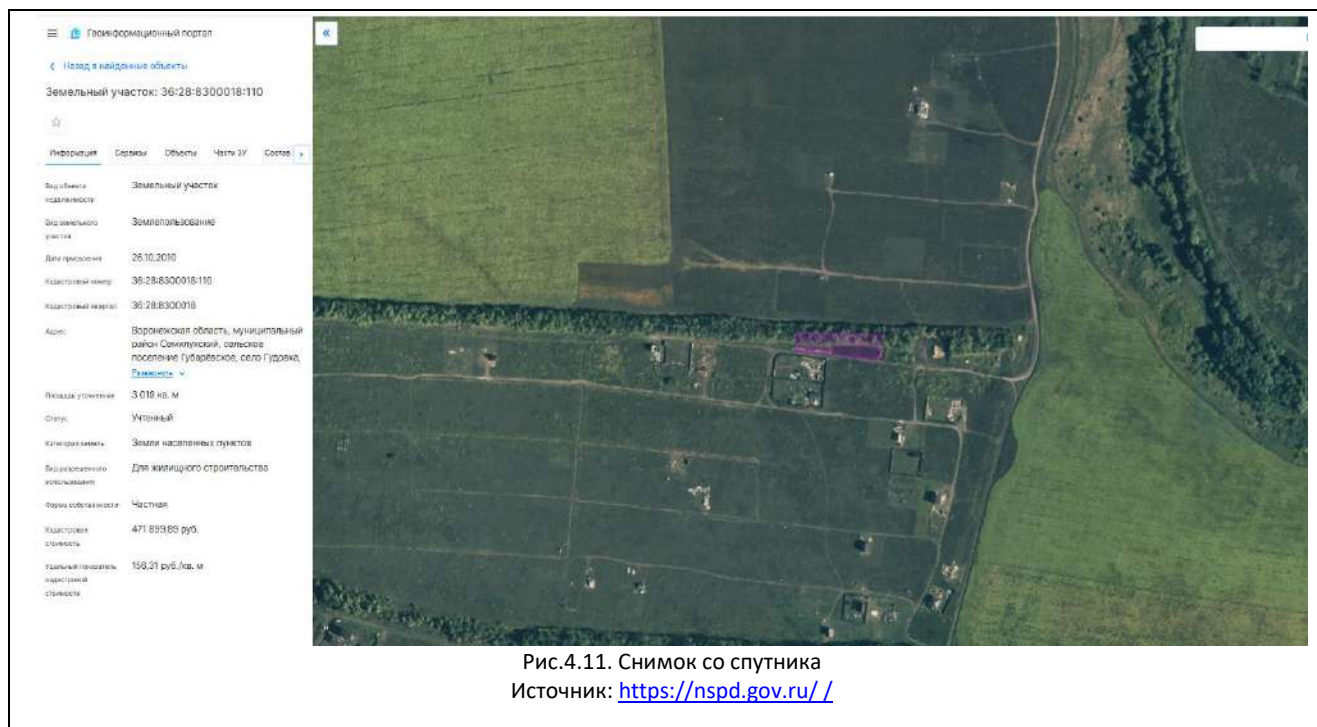 Геоинформационный портал
Назад в найденные объекты
Земельный участок: 36:28:8300018:110
Информация Сервисы Объекты Части ЗУ Состав
Вид объекта недвижимости Земельный участок
Вид земельного участка Землепользование
Дата присвоения 26.10.2010
Кадастровый номер 36:28:8300018:110
Кадастровый квартал 36:28:8300018
Адрес Воронежская область, муниципальный
район Семилукский, сельское
поселение Губарёвское, село Гудовка,
Развернуть
Площадь уточненная 3 019 кв. м
Статус Учтенный
Категория земель Земли населенных пунктов
Вид разрешенного использования Для жилищного строительства
Форма собственности Частная
Кадастровая стоимость 471 899,89 руб.
Удельный показатель кадастровой стоимости 156,31 руб./кв. м
Рис.4.11. Снимок со спутника
Источник: https://nspd.gov.ru/ /